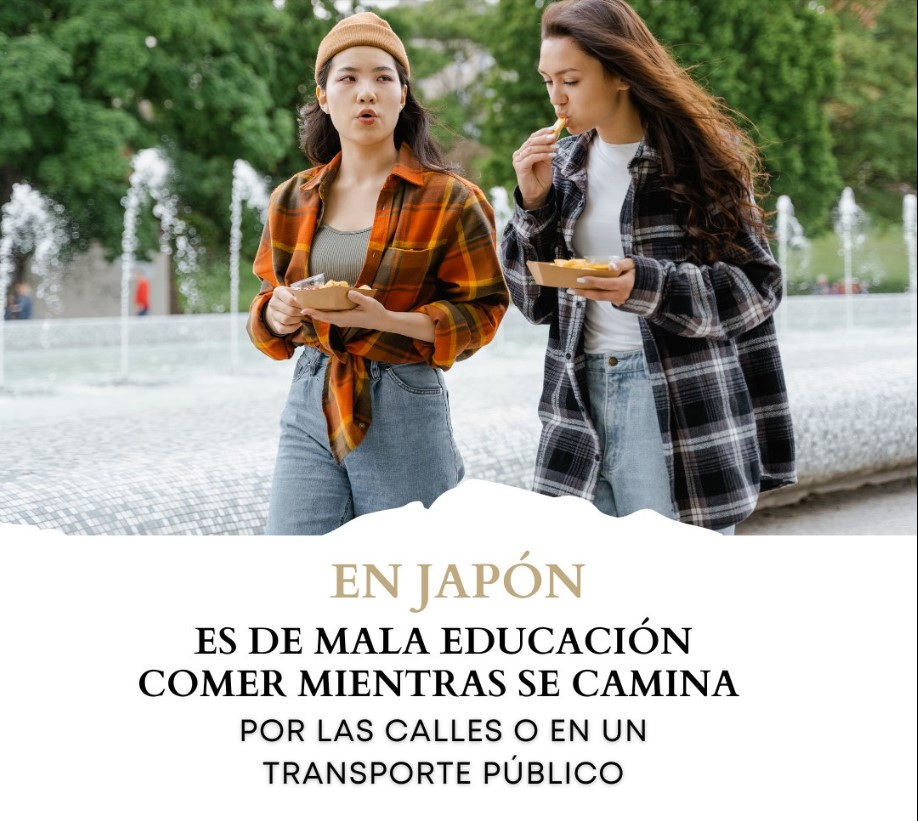 EN JAPÓN
ES DE MALA EDUCACIÓN
COMER MIENTRAS SE CAMINA
POR LAS CALLES O EN UN
TRANSPORTE PÚBLICO